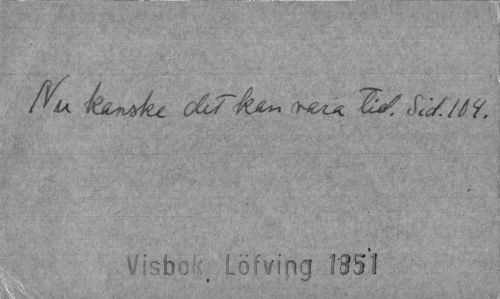 Nu kanske det kan vara tid. Sid. 104.
Visbok, Löfving 1851